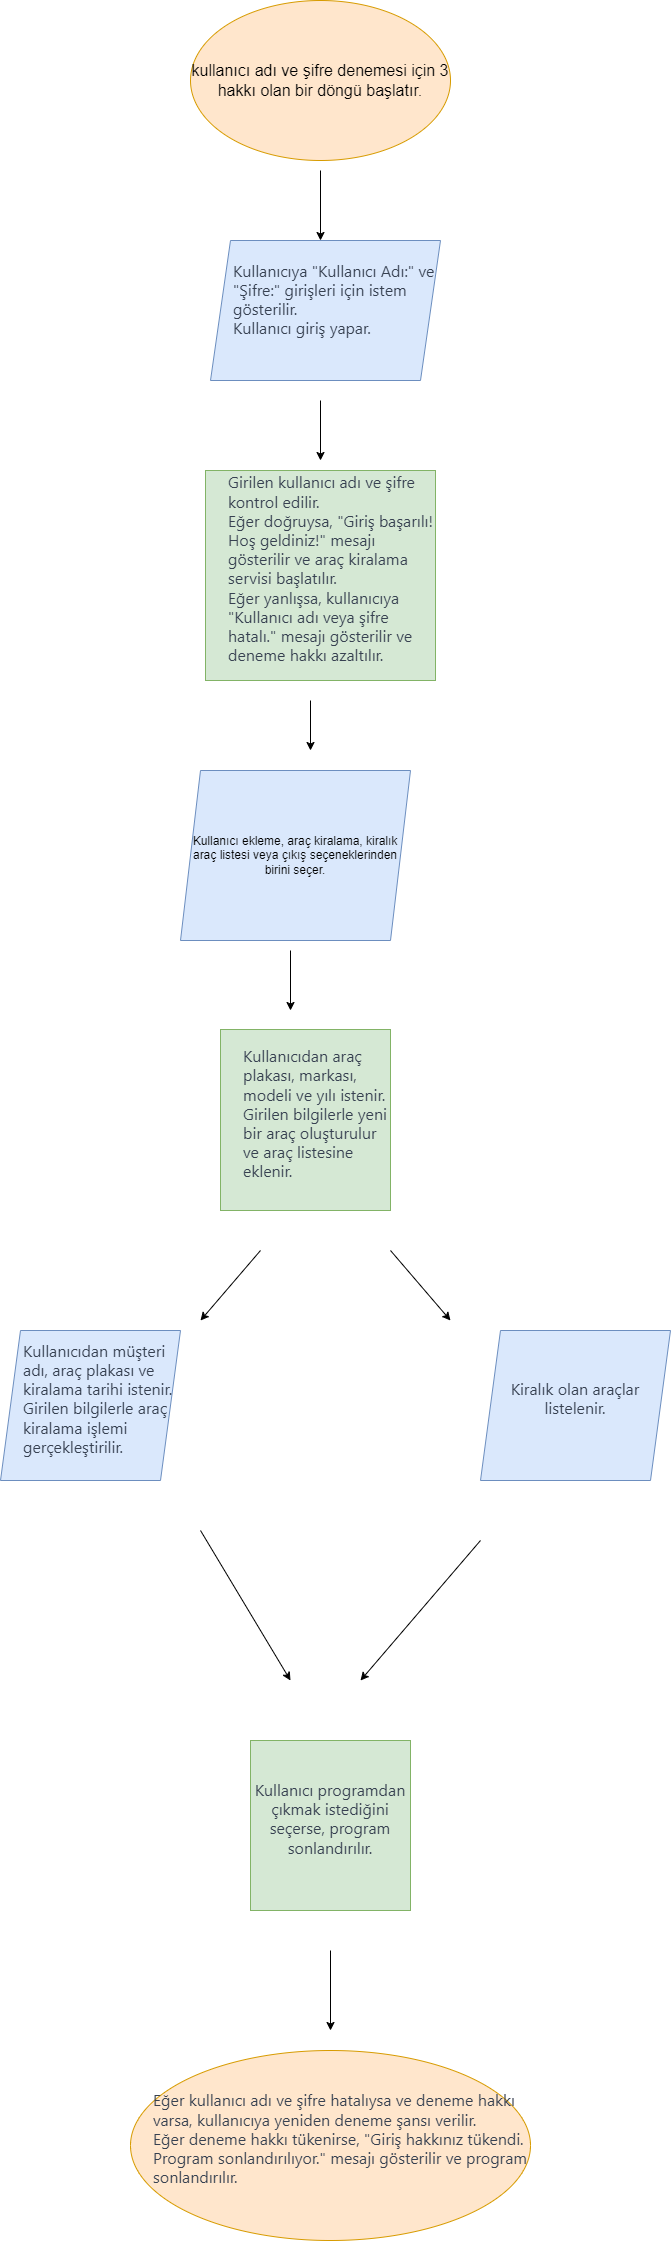 kullanıcı adı ve şifre denemesi için 3
hakkı olan bir döngü başlatır.
Kullanıcıya "Kullanıcı Adı:" ve
"Şifre:" girişleri için istem
gösterilir.
Kullanıcı giriş yapar.
Girilen kullanıcı adı ve şifre
kontrol edilir.
Eğer doğruysa, "Giriş başarılı!
Hoş geldiniz!" mesajı
gösterilir ve araç kiralama
servisi başlatılır.
Eğer yanlışsa, kullanıcıya
"Kullanıcı adı veya şifre
hatalı." mesajı gösterilir ve
deneme hakkı azaltılır.
Kullanıcı ekleme, araç kiralama, kiralık
araç listesi veya çıkış seçeneklerinden
birini seçer.
Kullanıcıdan araç
plakası, markası,
modeli ve yılı istenir.
Girilen bilgilerle yeni
bir araç oluşturulur
ve araç listesine
eklenir.
Kullanıcıdan müşteri
adı, araç plakası ve
kiralama tarihi istenir.
Girilen bilgilerle araç
kiralama işlemi
gerçekleştirilir.
Kiralık olan araçlar
listelenir.
Kullanıcı programdan
çıkmak istediğini
seçerse, program
sonlandırılır.
Eğer kullanıcı adı ve şifre hatalıysa ve deneme hakkı
varsa, kullanıcıya yeniden deneme şansı verilir.
Eğer deneme hakkı tükenirse, "Giriş hakkınız tükendi.
Program sonlandırılıyor." mesajı gösterilir ve program
sonlandırılır.